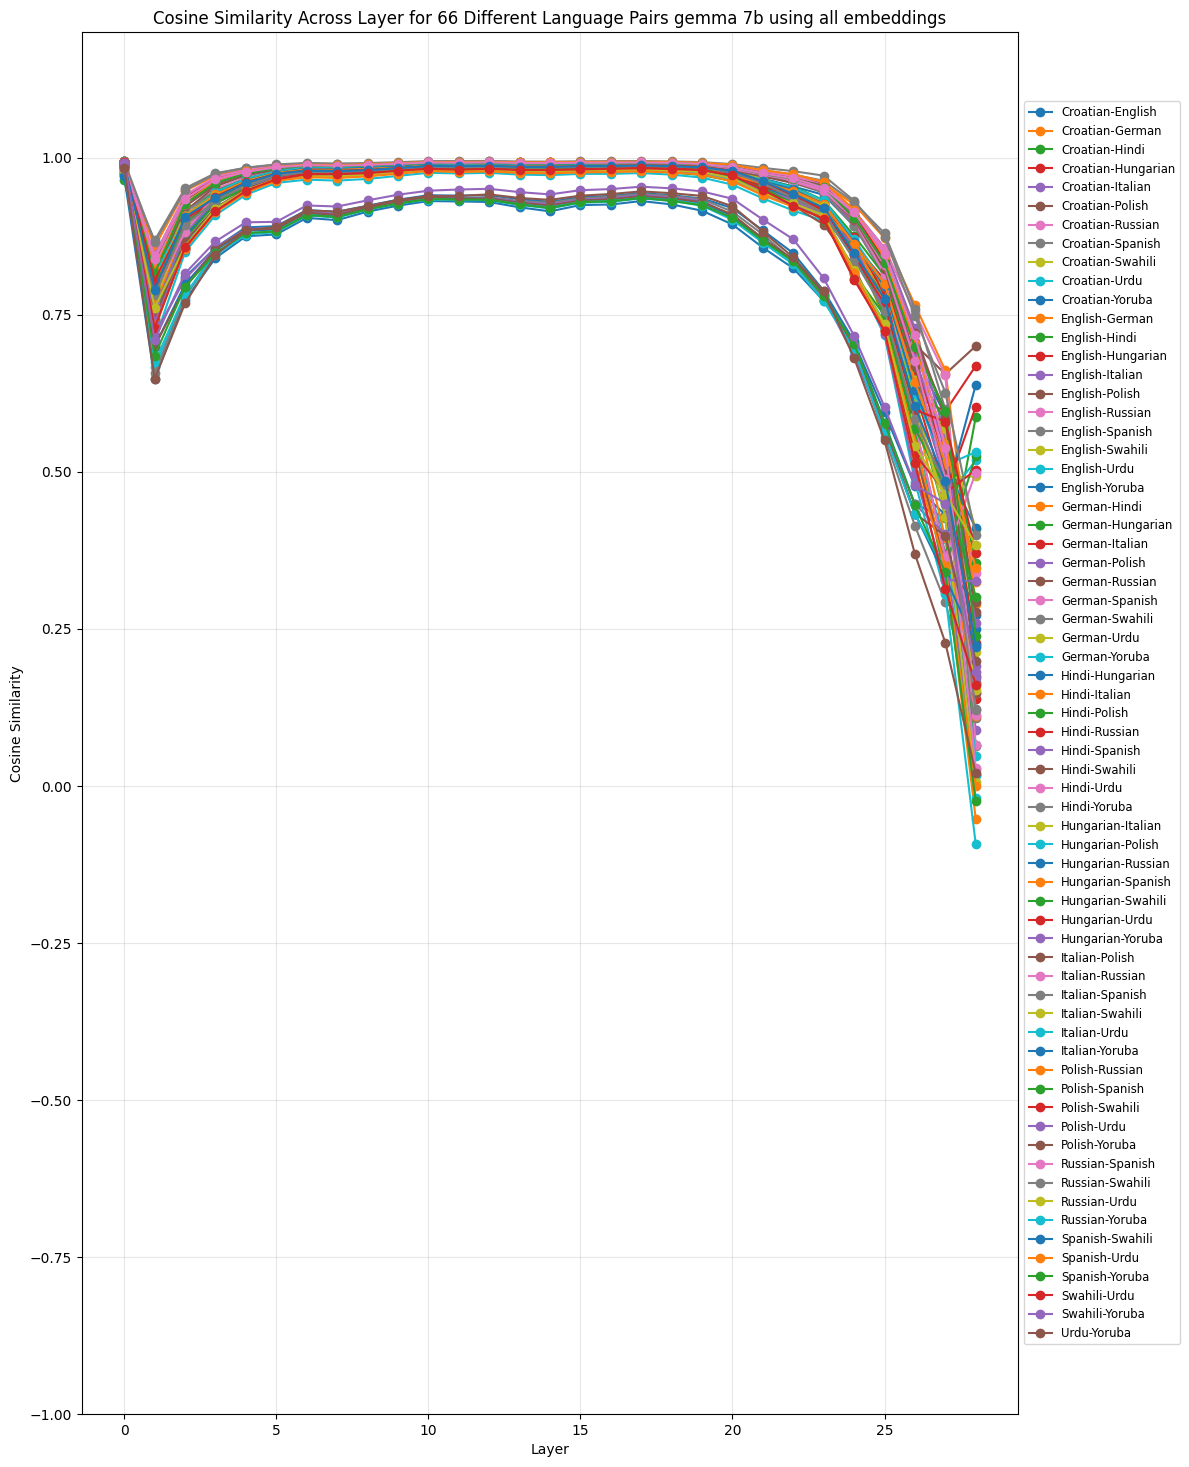 Cosine Similarity Across Layer for 66 Different Language Pairs gemma 7b using all embeddings
Cosine Similarity
1.00
0.75
0.50
0.25
0.00
−0.25
−0.50
−0.75
−1.00
0
5
10
15
20
25
Layer
Croatian-English
Croatian-German
Croatian-Hindi
Croatian-Hungarian
Croatian-Italian
Croatian-Polish
Croatian-Russian
Croatian-Spanish
Croatian-Swahili
Croatian-Urdu
Croatian-Yoruba
English-German
English-Hindi
English-Hungarian
English-Italian
English-Polish
English-Russian
English-Spanish
English-Swahili
English-Urdu
English-Yoruba
German-Hindi
German-Hungarian
German-Italian
German-Polish
German-Russian
German-Spanish
German-Swahili
German-Urdu
German-Yoruba
Hindi-Hungarian
Hindi-Italian
Hindi-Polish
Hindi-Russian
Hindi-Spanish
Hindi-Swahili
Hindi-Urdu
Hindi-Yoruba
Hungarian-Italian
Hungarian-Polish
Hungarian-Russian
Hungarian-Spanish
Hungarian-Swahili
Hungarian-Urdu
Hungarian-Yoruba
Italian-Polish
Italian-Russian
Italian-Spanish
Italian-Swahili
Italian-Urdu
Italian-Yoruba
Polish-Russian
Polish-Spanish
Polish-Swahili
Polish-Urdu
Polish-Yoruba
Russian-Spanish
Russian-Swahili
Russian-Urdu
Russian-Yoruba
Spanish-Swahili
Spanish-Urdu
Spanish-Yoruba
Swahili-Urdu
Swahili-Yoruba
Urdu-Yoruba